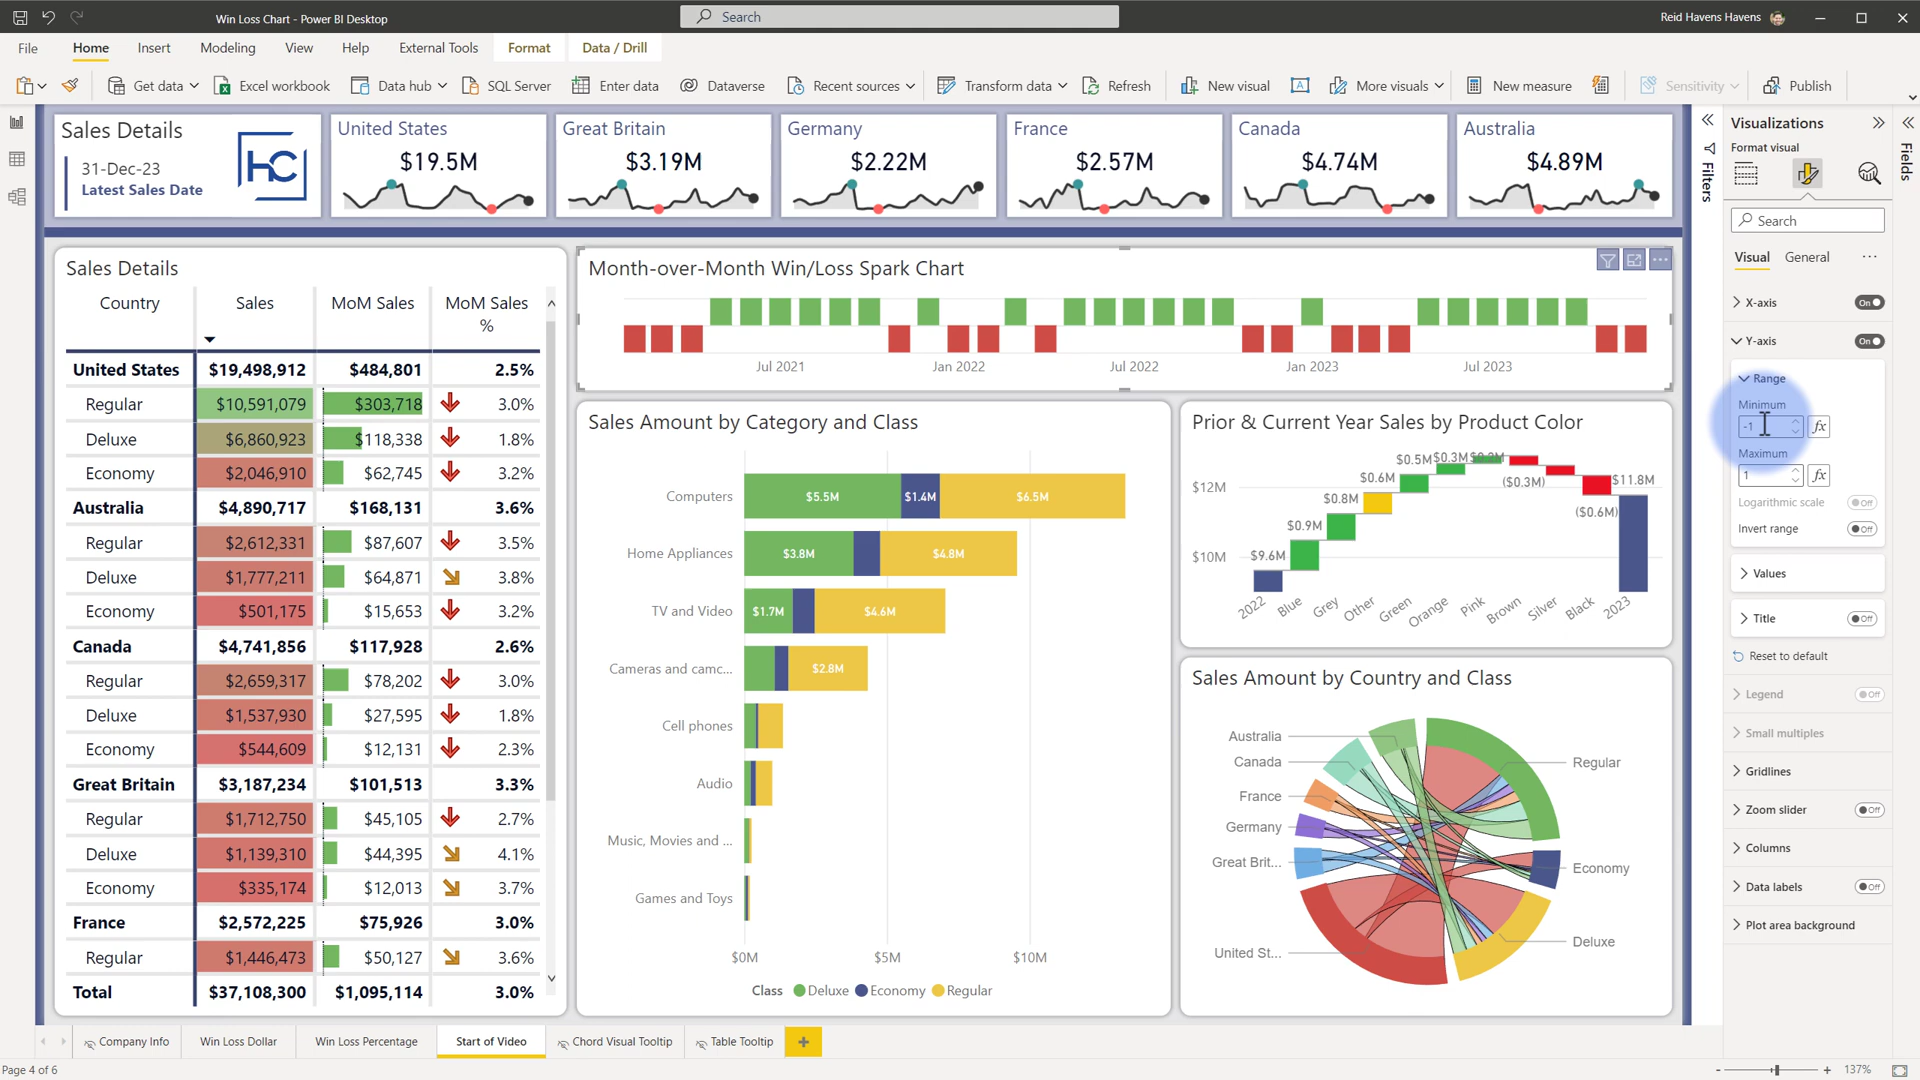 Win Loss Chart - Power BI Desktop
Search
Reid Havens Havens
File
Home
Insert
Modeling
View
Help
External Tools
Format
Data / Drill
Get data
Excel workbook
Data hub
SQL Server
Enter data
Dataverse
Recent sources
Transform data
Refresh
New visual
More visuals
New measure
Sensitivity
Publish
Sales Details
31-Dec-23
Latest Sales Date
HC
United States
$19.5M
Great Britain
$3.19M
Germany
$2.22M
France
$2.57M
Canada
$4.74M
Australia
$4.89M
Sales Details
Country Sales MoM Sales MoM Sales
%
United States $19,498,912 $484,801 2.5%
Regular $10,591,079 $303,718 3.0%
Deluxe $6,860,923 $118,338 1.8%
Economy $2,046,910 $62,745 3.2%
Australia $4,890,717 $168,131 3.6%
Regular $2,612,331 $87,607 3.5%
Deluxe $1,777,211 $64,871 3.8%
Economy $501,175 $15,653 3.2%
Canada $4,741,856 $117,928 2.6%
Regular $2,659,317 $78,202 3.0%
Deluxe $1,537,930 $27,595 1.8%
Economy $544,609 $12,131 2.3%
Great Britain $3,187,234 $101,513 3.3%
Regular $1,712,750 $45,105 2.7%
Deluxe $1,139,310 $44,395 4.1%
Economy $335,174 $12,013 3.7%
France $2,572,225 $75,926 3.0%
Regular $1,446,473 $50,127 3.6%
Total $37,108,300 $1,095,114 3.0%
Month-over-Month Win/Loss Spark Chart
Jul 2021 Jan 2022 Jul 2022 Jan 2023 Jul 2023
Sales Amount by Category and Class
Computers $5.5M $1.4M $6.5M
Home Appliances $3.8M $4.8M
TV and Video $1.7M $4.6M
Cameras and camc... $2.8M
Cell phones
Audio
Music, Movies and ...
Games and Toys
$0M $5M $10M
Class Deluxe Economy Regular
Prior & Current Year Sales by Product Color
$12M
$10M
$9.6M
$0.9M
$0.8M
$0.6M
$0.5M
$0.3M
($0.3M)
($0.6M)
$11.8M
2022 Blue Grey Other Green Orange Pink Brown Silver Black 2023
Sales Amount by Country and Class
Australia
Canada
France
Germany
Great Brit...
United St...
Regular
Economy
Deluxe
Filters
Visualizations
Format visual
Search
Visual General
X-axis On
Y-axis On
Range
Minimum
-1
fx
Maximum
1
fx
Logarithmic scale Off
Invert range Off
Values
Title Off
Reset to default
Legend Off
Small multiples
Gridlines
Zoom slider Off
Columns
Data labels Off
Plot area background
Fields
Company Info
Win Loss Dollar
Win Loss Percentage
Start of Video
Chord Visual Tooltip
Table Tooltip
+
Page 4 of 6
- + 137%